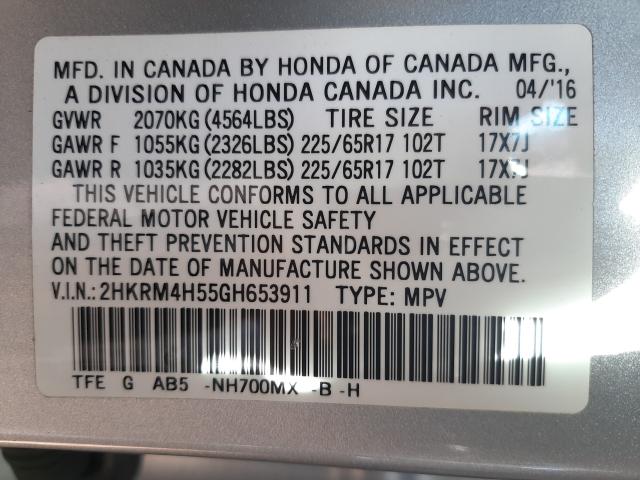 MFD. IN CANADA BY HONDA OF CANADA MFG.,
A DIVISION OF HONDA CANADA INC. 04/'16
GVWR 2070KG (4564LBS) TIRE SIZE RIM SIZE
GAWR F 1055KG (2326LBS) 225/65R17 102T 17X7J
GAWR R 1035KG (2282LBS) 225/65R17 102T 17X7J
THIS VEHICLE CONFORMS TO ALL APPLICABLE
FEDERAL MOTOR VEHICLE SAFETY
AND THEFT PREVENTION STANDARDS IN EFFECT
ON THE DATE OF MANUFACTURE SHOWN ABOVE.
V.I.N.: 2HKRM4H55GH653911 TYPE: MPV
TFE G AB5 -NH700MX -B -H